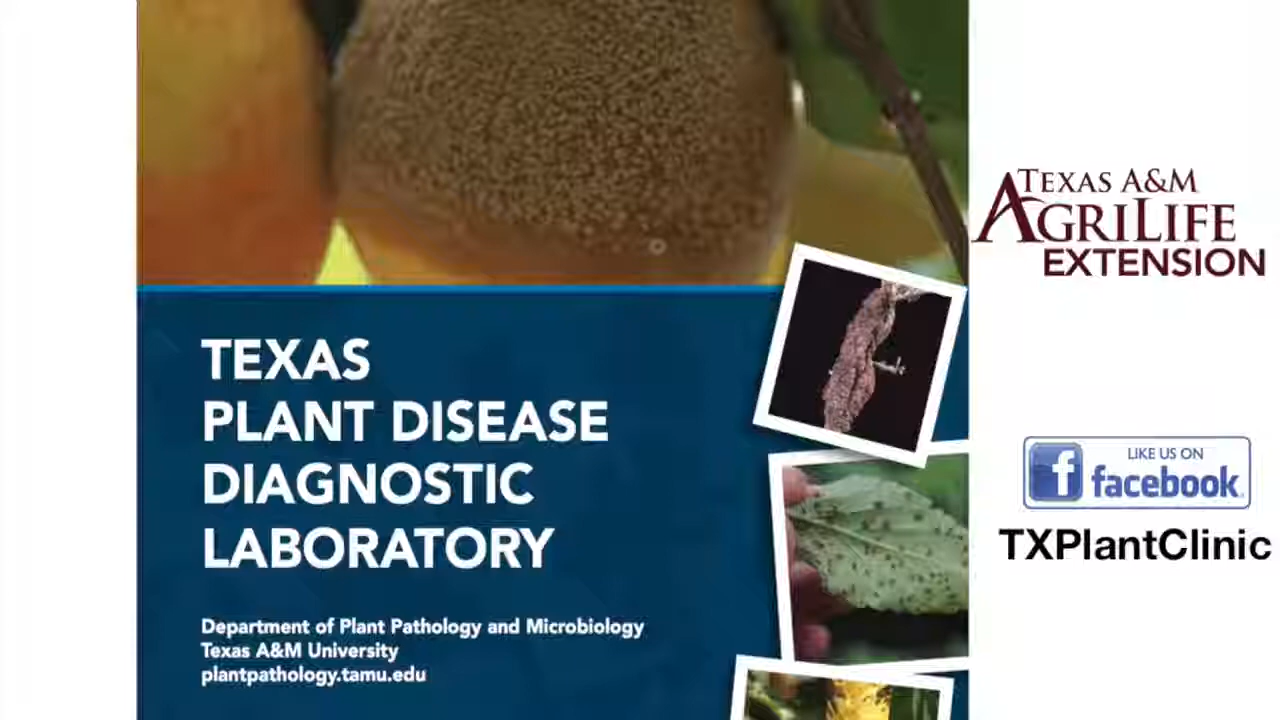 TEXAS
PLANT DISEASE
DIAGNOSTIC
LABORATORY
Department of Plant Pathology and Microbiology
Texas A&M University
plantpathology.tamu.edu
TEXAS A&M
AGRILIFE
EXTENSION
LIKE US ON
facebook
TXPlantClinic